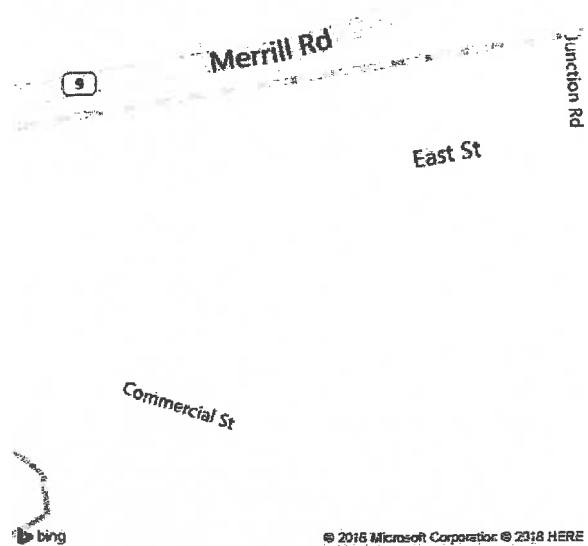 Merrill Rd
9
Junction Rd
East St
Commercial St
bing
© 2018 Microsoft Corporation © 2018 HERE